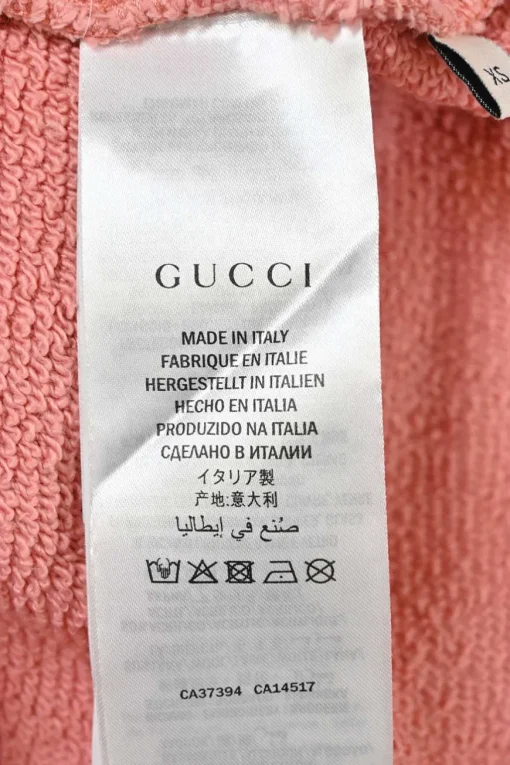 XS
GUCCI
MADE IN ITALY
FABRIQUE EN ITALIE
HERGESTELLT IN ITALIEN
HECHO EN ITALIA
PRODUZIDO NA ITALIA
СДЕЛАНО В ИТАЛИИ
イタリア製
产地:意大利
صُنع في إيطاليا
CA37394 CA14517